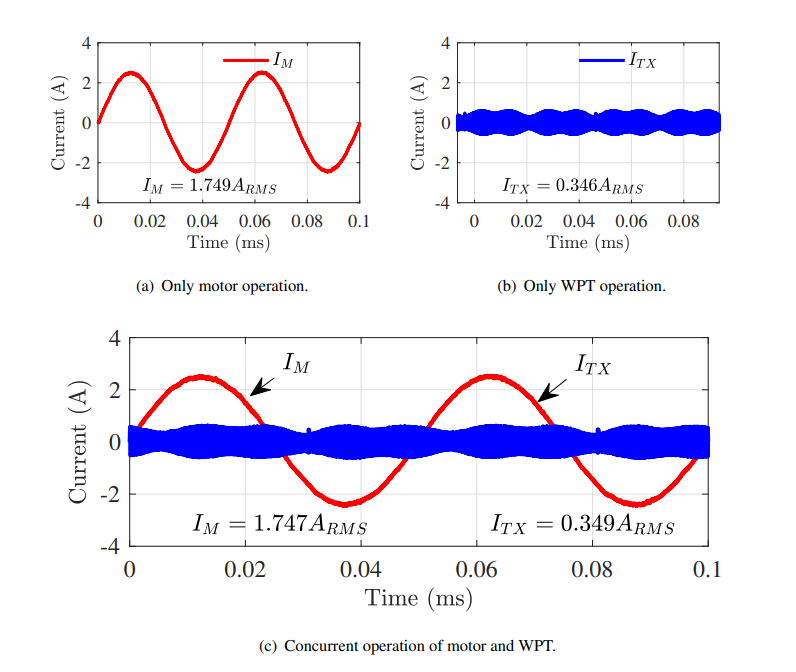 4
2
0
-2
-4
Current (A)
I_M
I_M = 1.749A_RMS
0 0.02 0.04 0.06 0.08 0.1
Time (ms)
(a) Only motor operation.
4
2
0
-2
-4
Current (A)
I_TX
I_TX = 0.346A_RMS
0 0.02 0.04 0.06 0.08
Time (ms)
(b) Only WPT operation.
4
2
0
-2
-4
Current (A)
I_M
I_TX
I_M = 1.747A_RMS
I_TX = 0.349A_RMS
0 0.02 0.04 0.06 0.08 0.1
Time (ms)
(c) Concurrent operation of motor and WPT.